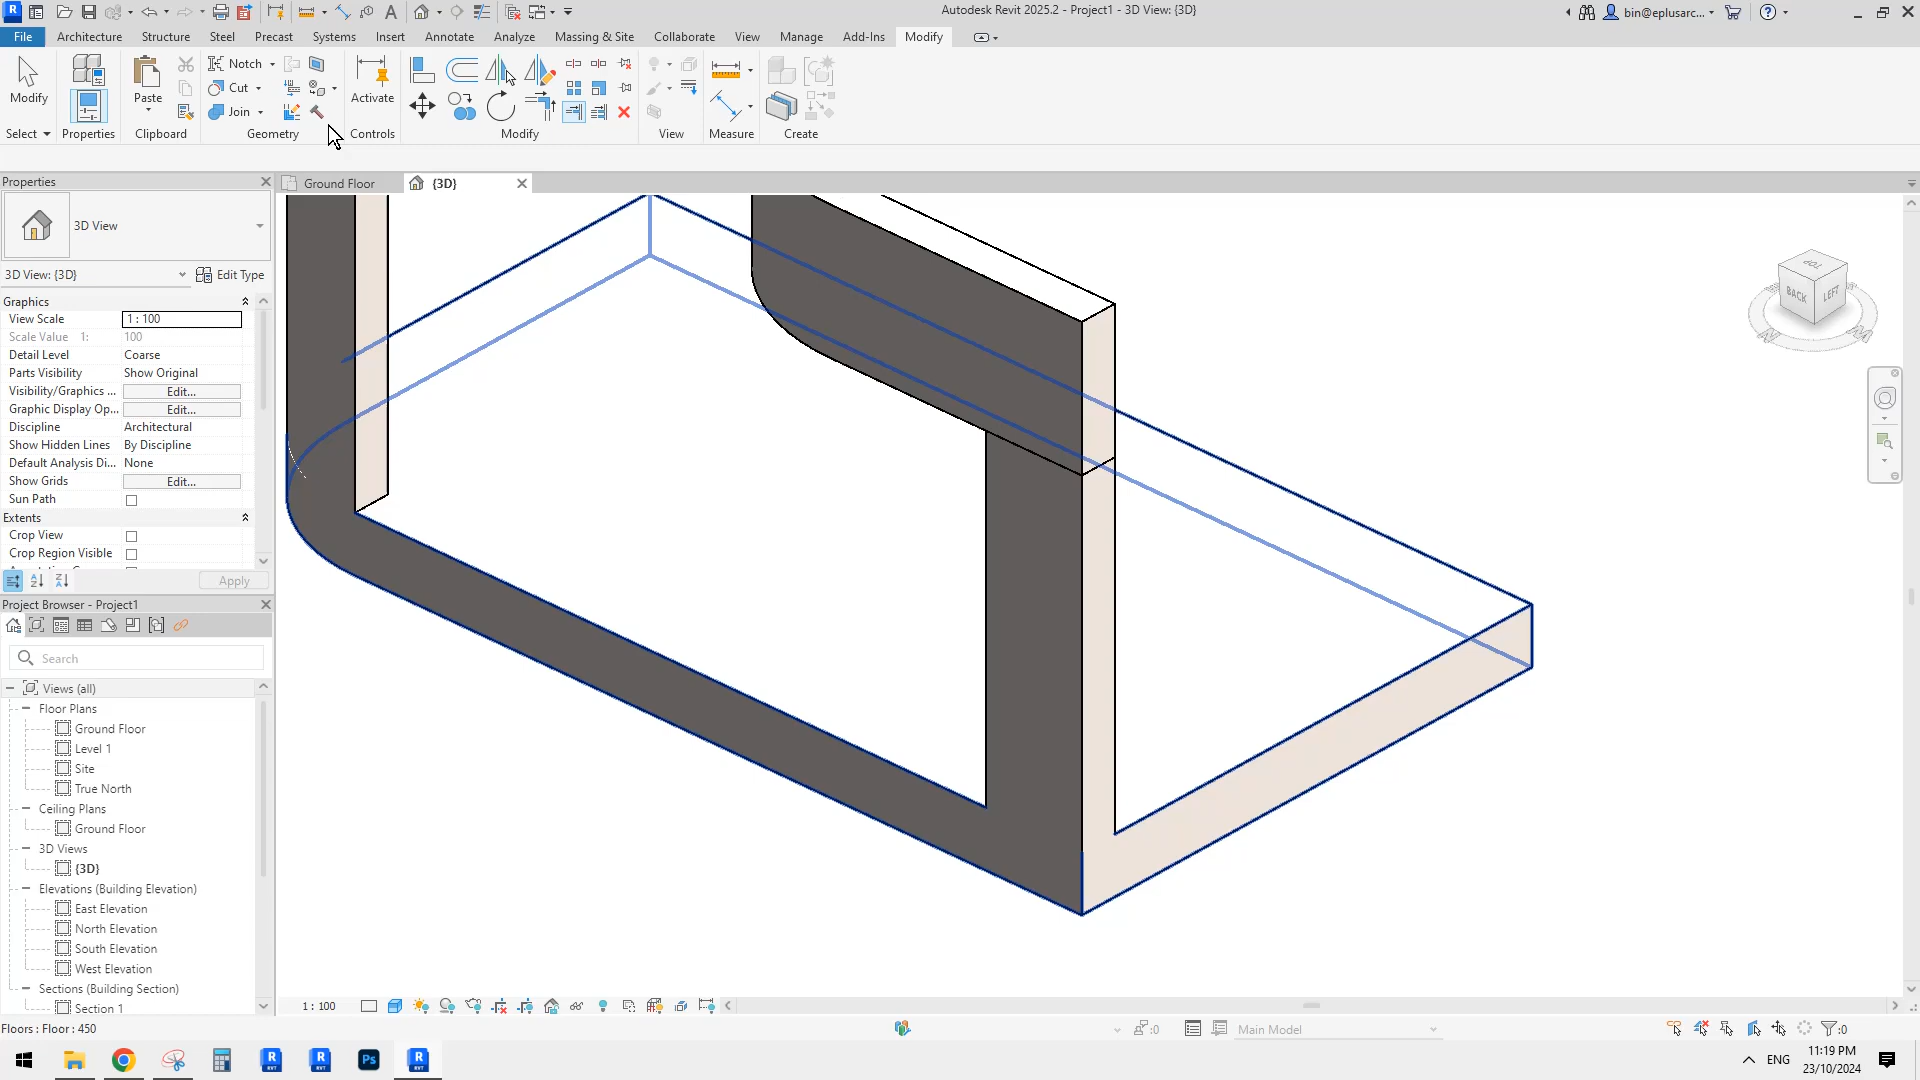 Autodesk Revit 2025.2 - Project1 - 3D View: {3D}
bin@eplusarc...
File
Architecture
Structure
Steel
Precast
Systems
Insert
Annotate
Analyze
Massing & Site
Collaborate
View
Manage
Add-Ins
Modify
Modify
Paste
Notch
Cut
Join
Activate
Select
Properties
Clipboard
Geometry
Controls
Modify
View
Measure
Create
Properties
Ground Floor
{3D}
3D View
3D View: {3D}
Edit Type
Graphics
View Scale
1 : 100
Scale Value 1:
100
Detail Level
Coarse
Parts Visibility
Show Original
Visibility/Graphics ...
Edit...
Graphic Display Op...
Edit...
Discipline
Architectural
Show Hidden Lines
By Discipline
Default Analysis Di...
None
Show Grids
Edit...
Sun Path
Extents
Crop View
Crop Region Visible
Apply
Project Browser - Project1
Search
Views (all)
Floor Plans
Ground Floor
Level 1
Site
True North
Ceiling Plans
Ground Floor
3D Views
{3D}
Elevations (Building Elevation)
East Elevation
North Elevation
South Elevation
West Elevation
Sections (Building Section)
Section 1
TOP
BACK
LEFT
1 : 100
Floors : Floor : 450
:0
Main Model
:0
Ps
ENG
11:19 PM
23/10/2024